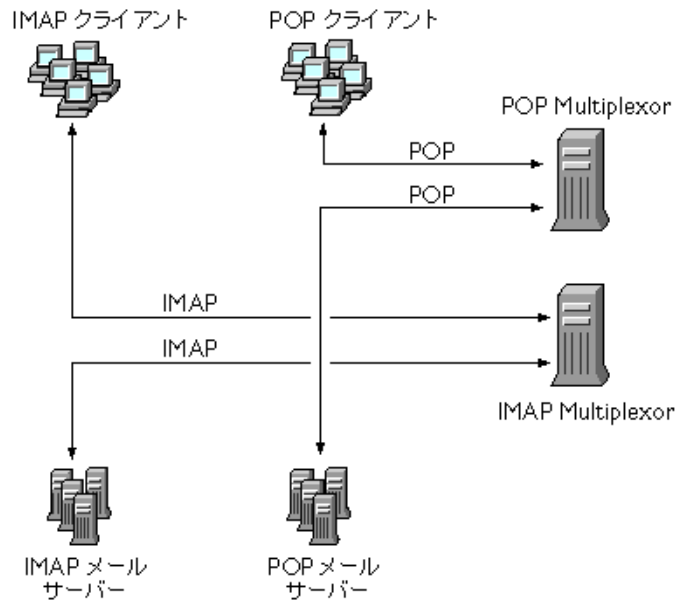 IMAP クライアント
POP クライアント
POP Multiplexor
POP
POP
IMAP
IMAP
IMAP Multiplexor
IMAP メール
サーバー
POP メール
サーバー